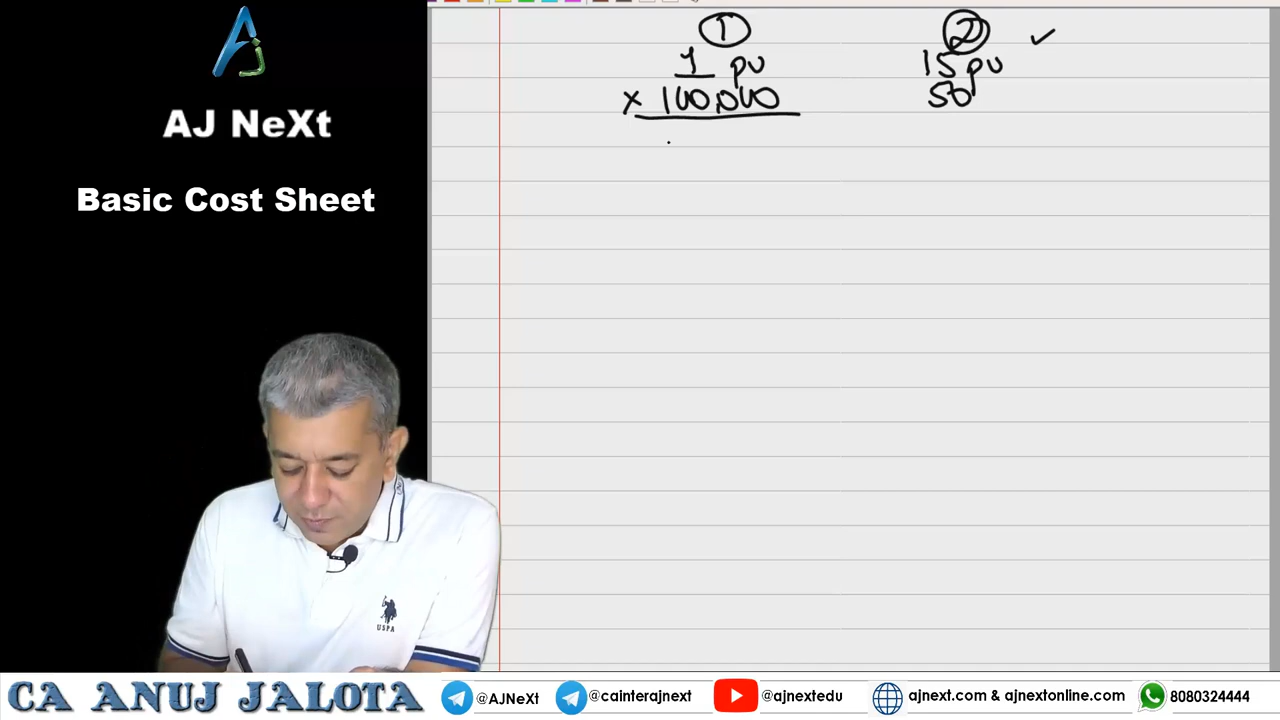 AJ NeXt
Basic Cost Sheet
1 2 ✓
1 pu 15 pu
× 100,000 50
USPA
CA ANUJ JALOTA @AJNeXt @cainterajnext @ajnextedu ajnext.com & ajnextonline.com 8080324444